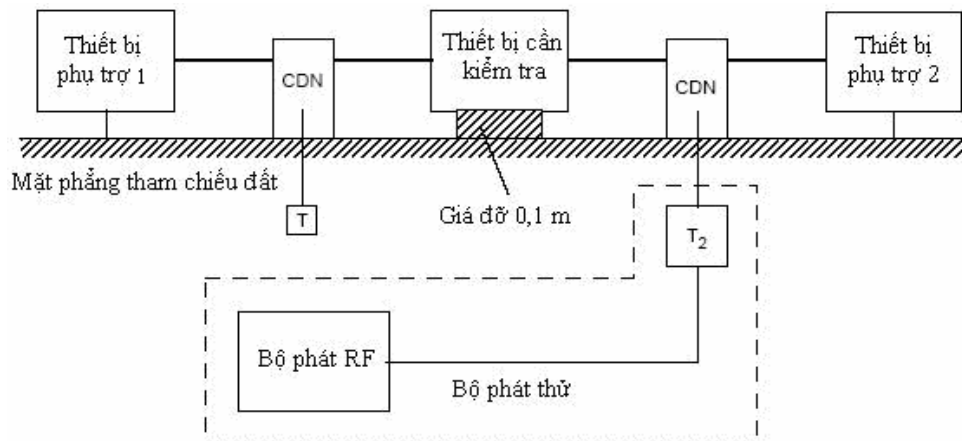 Thiết bị
phụ trợ 1
CDN
Thiết bị cần
kiểm tra
CDN
Thiết bị
phụ trợ 2
Mặt phẳng tham chiếu đất
Giá đỡ 0,1 m
T
T2
Bộ phát RF
Bộ phát thử